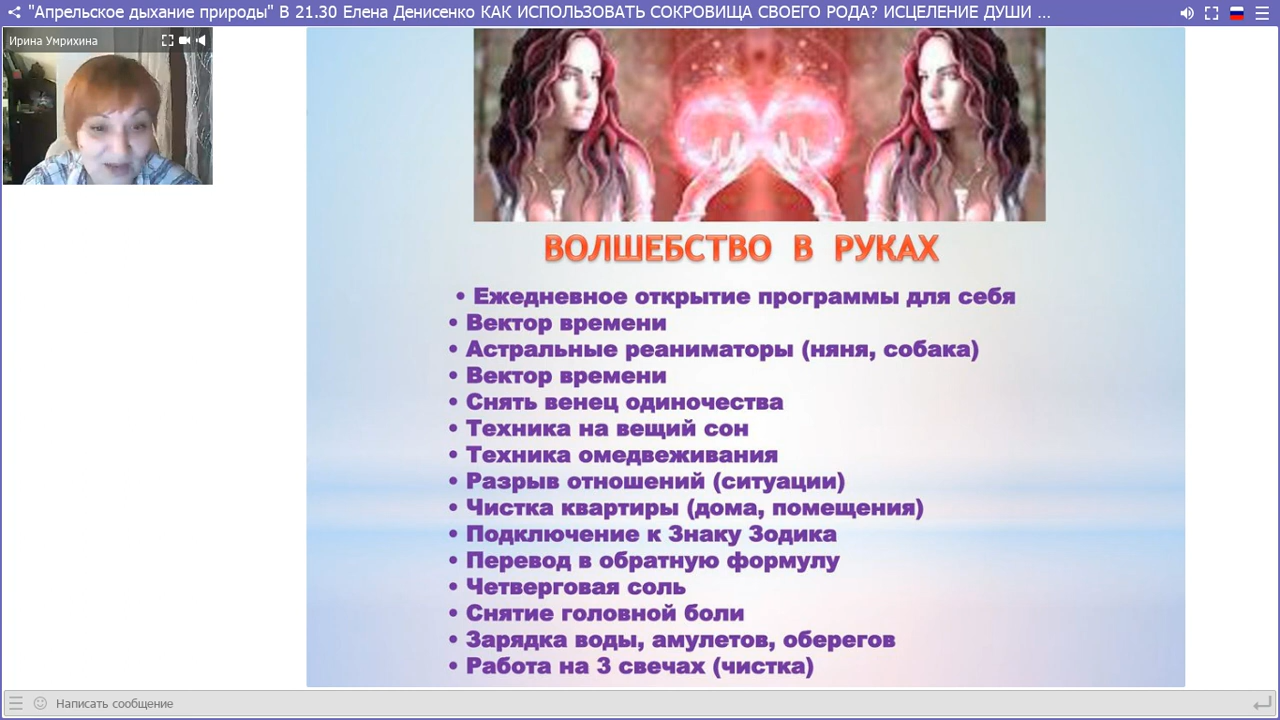 "Апрельское дыхание природы" В 21.30 Елена Денисенко КАК ИСПОЛЬЗОВАТЬ СОКРОВИЩА СВОЕГО РОДА? ИСЦЕЛЕНИЕ ДУШИ ...
Ирина Умрихина
ВОЛШЕБСТВО В РУКАХ
• Ежедневное открытие программы для себя
• Вектор времени
• Астральные реаниматоры (няня, собака)
• Вектор времени
• Снять венец одиночества
• Техника на вещий сон
• Техника омедвеживания
• Разрыв отношений (ситуации)
• Чистка квартиры (дома, помещения)
• Подключение к Знаку Зодика
• Перевод в обратную формулу
• Четверговая соль
• Снятие головной боли
• Зарядка воды, амулетов, оберегов
• Работа на 3 свечах (чистка)
Написать сообщение